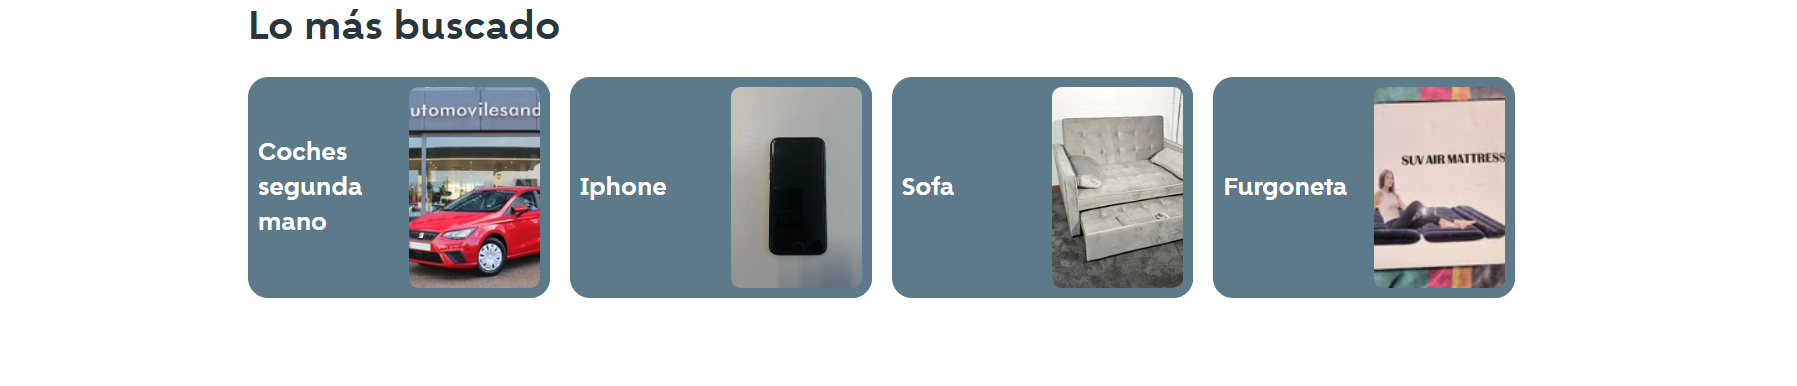 Lo más buscado
Coches
segunda
mano
utomovilesand
Iphone
Sofa
Furgoneta
SUV AIR MATTRESS